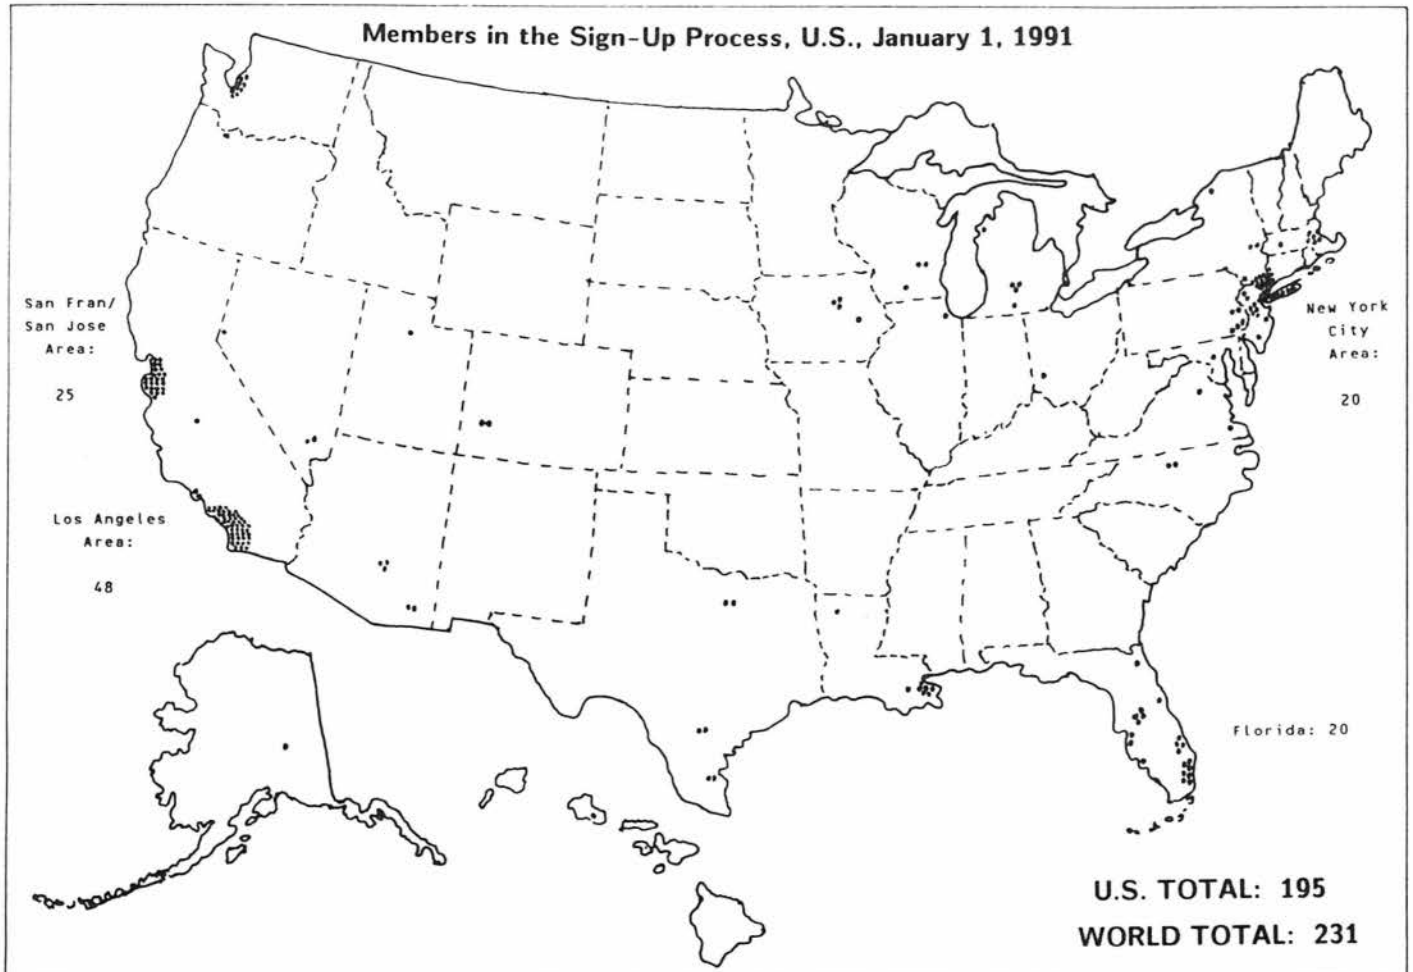 Members in the Sign-Up Process, U.S., January 1, 1991
San Fran/
San Jose
Area:
25
New York
City
Area:
20
Los Angeles
Area:
48
Florida: 20
U.S. TOTAL: 195
WORLD TOTAL: 231